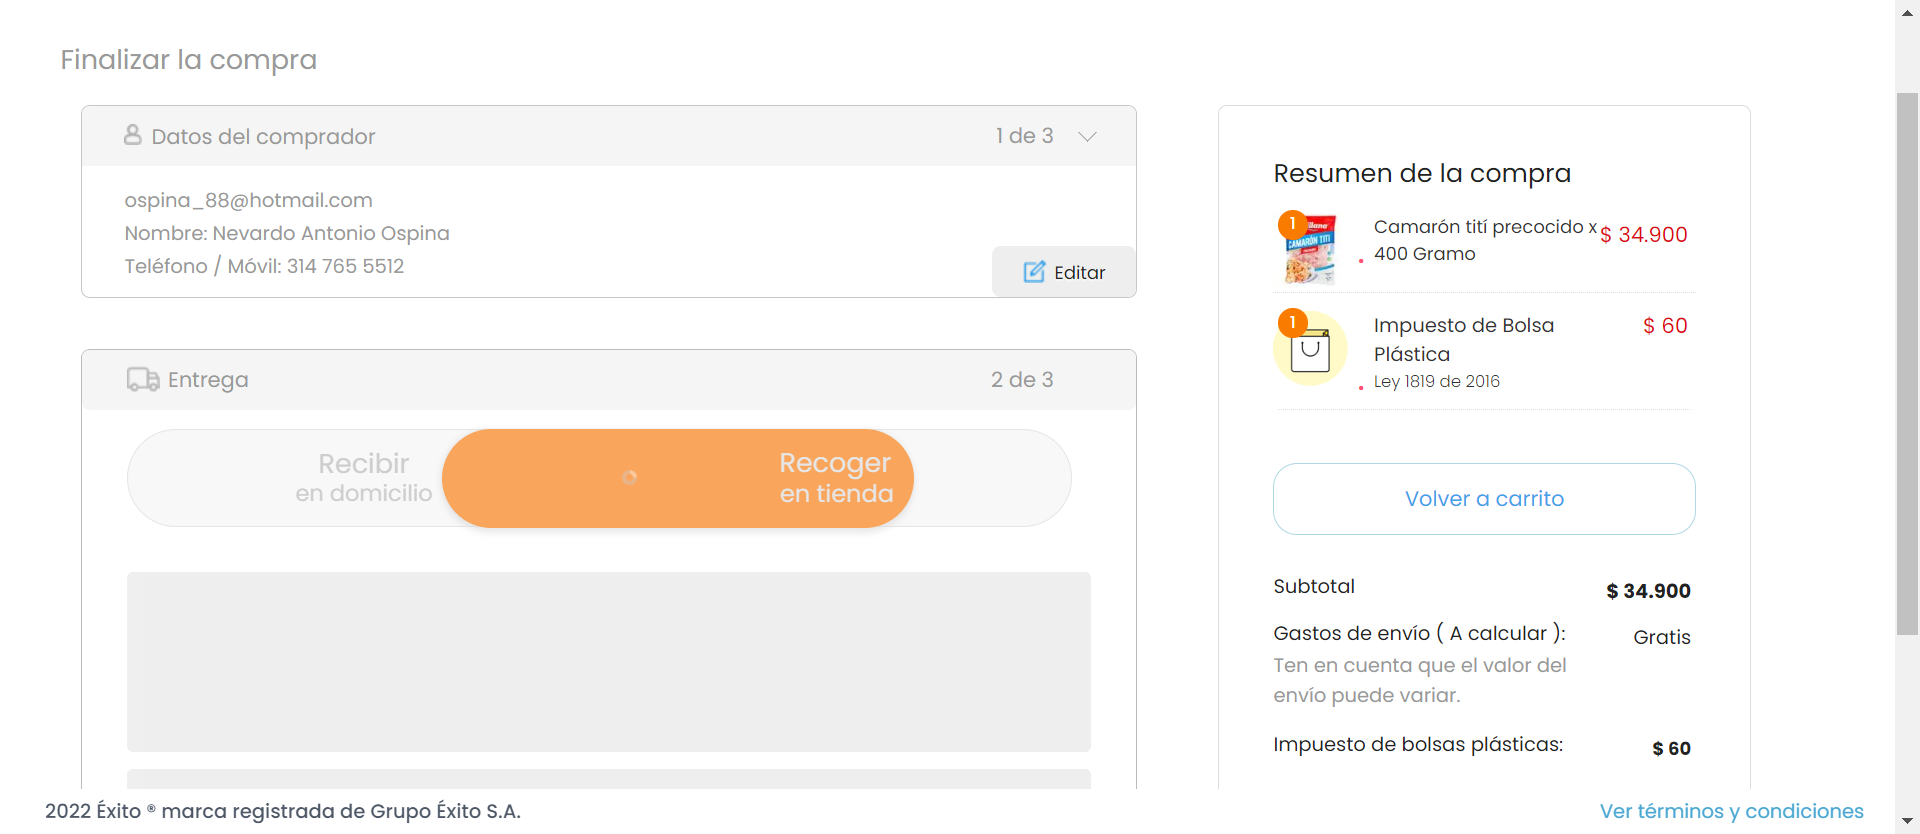 Finalizar la compra
Datos del comprador
1 de 3
ospina_88@hotmail.com
Nombre: Nevardo Antonio Ospina
Teléfono / Móvil: 314 765 5512
Editar
Entrega
2 de 3
Recibir
en domicilio
Recoger
en tienda
Resumen de la compra
1
CAMARÓN TITÍ
Camarón tití precocido x
400 Gramo
$ 34.900
1
Impuesto de Bolsa
Plástica
Ley 1819 de 2016
$ 60
Volver a carrito
Subtotal
$ 34.900
Gastos de envío ( A calcular ):
Gratis
Ten en cuenta que el valor del
envío puede variar.
Impuesto de bolsas plásticas:
$ 60
2022 Éxito ® marca registrada de Grupo Éxito S.A.
Ver términos y condiciones